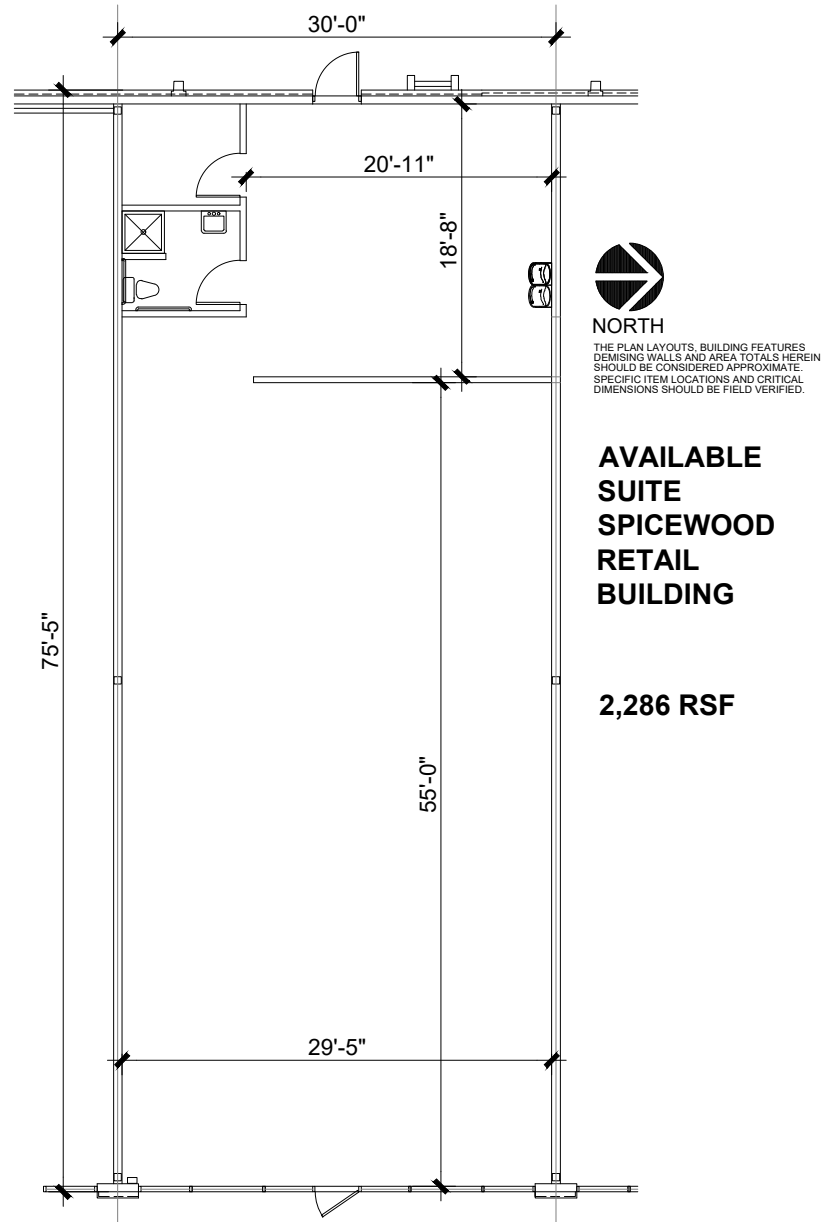 30'-0"
20'-11"
18'-8"
NORTH
THE PLAN LAYOUTS, BUILDING FEATURES
DEMISING WALLS AND AREA TOTALS HEREIN
SHOULD BE CONSIDERED APPROXIMATE.
SPECIFIC ITEM LOCATIONS AND CRITICAL
DIMENSIONS SHOULD BE FIELD VERIFIED.
AVAILABLE
SUITE
SPICEWOOD
RETAIL
BUILDING
75'-5"
2,286 RSF
55'-0"
29'-5"